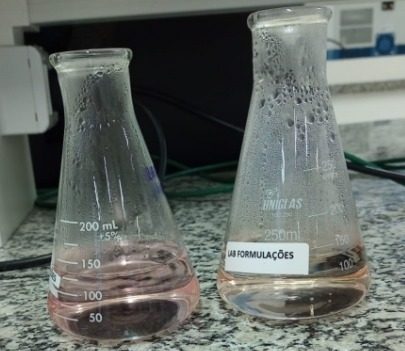 200 mL
+5%
150
100
50
UNIGLAS
250ml
LAB FORMULAÇÕES
100